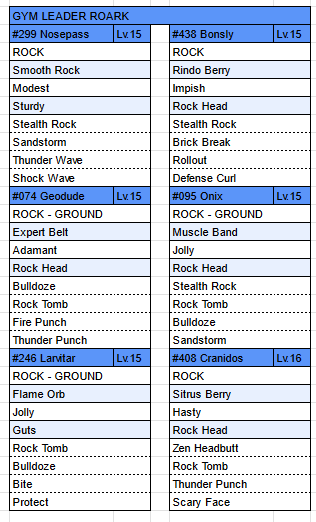 GYM LEADER ROARK
#299 Nosepass Lv.15
ROCK
Smooth Rock
Modest
Sturdy
Stealth Rock
Sandstorm
Thunder Wave
Shock Wave
#438 Bonsly Lv.15
ROCK
Rindo Berry
Impish
Rock Head
Stealth Rock
Brick Break
Rollout
Defense Curl
#074 Geodude Lv.15
ROCK - GROUND
Expert Belt
Adamant
Rock Head
Bulldoze
Rock Tomb
Fire Punch
Thunder Punch
#095 Onix Lv.15
ROCK - GROUND
Muscle Band
Jolly
Rock Head
Stealth Rock
Rock Tomb
Bulldoze
Sandstorm
#246 Larvitar Lv.15
ROCK - GROUND
Flame Orb
Jolly
Guts
Rock Tomb
Bulldoze
Bite
Protect
#408 Cranidos Lv.16
ROCK
Sitrus Berry
Hasty
Rock Head
Zen Headbutt
Rock Tomb
Thunder Punch
Scary Face